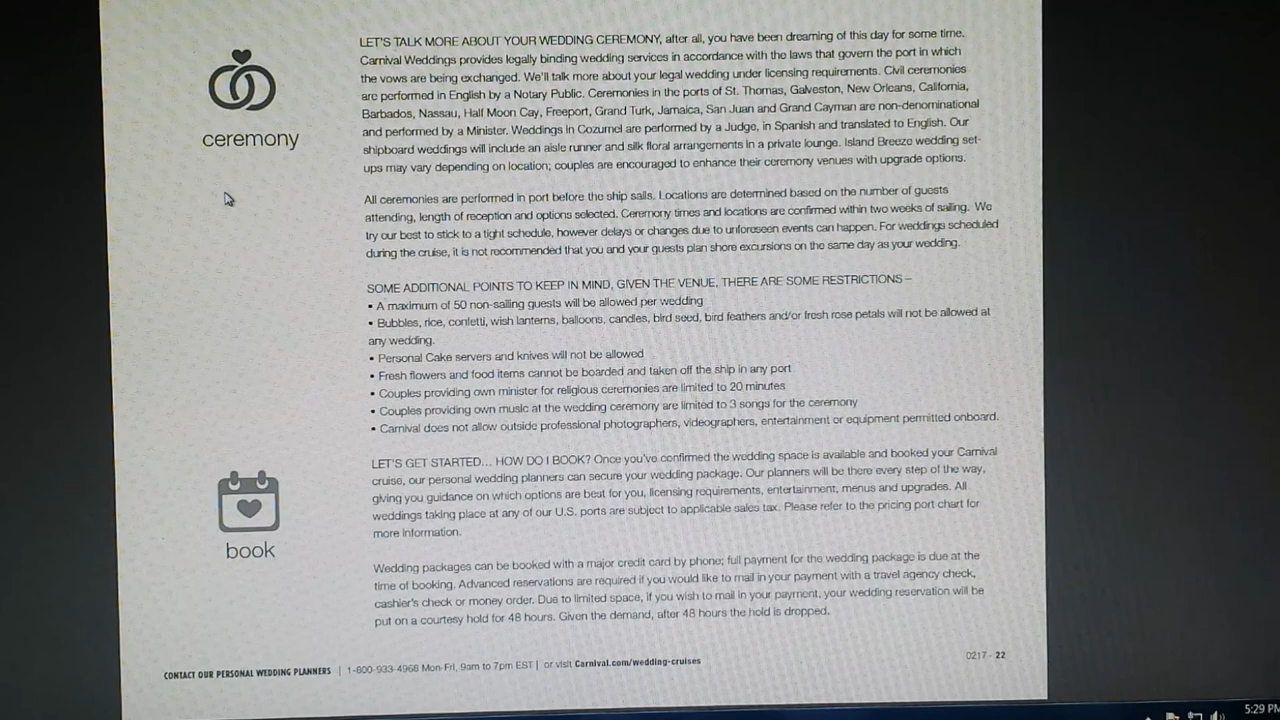 LET'S TALK MORE ABOUT YOUR WEDDING CEREMONY, after all, you have been dreaming of this day for some time.
Carnival Weddings provides legally binding wedding services in accordance with the laws that govern the port in which
the vows are being exchanged. We'll talk more about your legal wedding under licensing requirements. Civil ceremonies
are performed in English by a Notary Public. Ceremonies in the ports of St. Thomas, Galveston, New Orleans, California,
Barbados, Nassau, Half Moon Cay, Freeport, Grand Turk, Jamaica, San Juan and Grand Cayman are non-denominational
and performed by a Minister. Weddings in Cozumel are performed by a Judge, in Spanish and translated to English. Our
shipboard weddings will include an aisle runner and silk floral arrangements in a private lounge. Island Breeze wedding set-
ups may vary depending on location; couples are encouraged to enhance their ceremony venues with upgrade options.
ceremony
All ceremonies are performed in port before the ship sails. Locations are determined based on the number of guests
attending, length of reception and options selected. Ceremony times and locations are confirmed within two weeks of sailing. We
try our best to stick to a tight schedule, however delays or changes due to unforeseen events can happen. For weddings scheduled
during the cruise, it is not recommended that you and your guests plan shore excursions on the same day as your wedding.
SOME ADDITIONAL POINTS TO KEEP IN MIND, GIVEN THE VENUE, THERE ARE SOME RESTRICTIONS –
• A maximum of 50 non-sailing guests will be allowed per wedding
• Bubbles, rice, confetti, wish lanterns, balloons, candles, bird seed, bird feathers and/or fresh rose petals will not be allowed at
any wedding.
• Personal Cake servers and knives will not be allowed
• Fresh flowers and food items cannot be boarded and taken off the ship in any port
• Couples providing own minister for religious ceremonies are limited to 20 minutes
• Couples providing own music at the wedding ceremony are limited to 3 songs for the ceremony
• Carnival does not allow outside professional photographers, videographers, entertainment or equipment permitted onboard.
LET'S GET STARTED... HOW DO I BOOK? Once you've confirmed the wedding space is available and booked your Carnival
cruise, our personal wedding planners can secure your wedding package. Our planners will be there every step of the way,
giving you guidance on which options are best for you, licensing requirements, entertainment, menus and upgrades. All
weddings taking place at any of our U.S. ports are subject to applicable sales tax. Please refer to the pricing port chart for
more information.
book
Wedding packages can be booked with a major credit card by phone; full payment for the wedding package is due at the
time of booking. Advanced reservations are required if you would like to mail in your payment with a travel agency check,
cashier's check or money order. Due to limited space, if you wish to mail in your payment, your wedding reservation will be
put on a courtesy hold for 48 hours. Given the demand, after 48 hours the hold is dropped.
CONTACT OUR PERSONAL WEDDING PLANNERS | 1-800-933-4968 Mon-Fri, 9am to 7pm EST | or visit Carnival.com/wedding-cruises
0217 - 22
5:29 PM